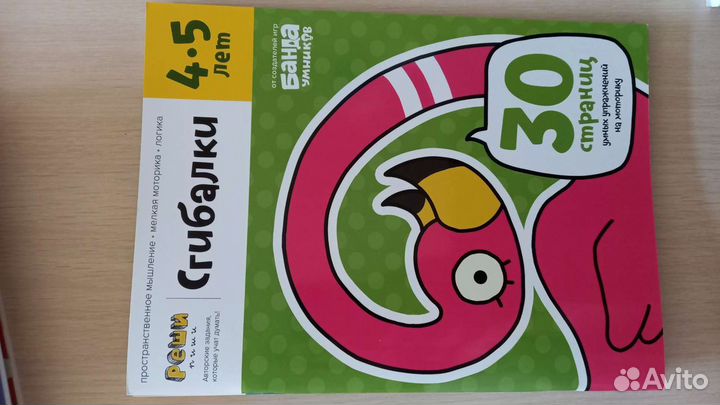 пространственное мышление • мелкая моторика • логика
Реши
пиши
Авторские задания,
которые учат думать!
Сгибалки
4•5
лет
от создателей игр
Банда
умников
30
страниц
умных упражнений
на моторику
Avito